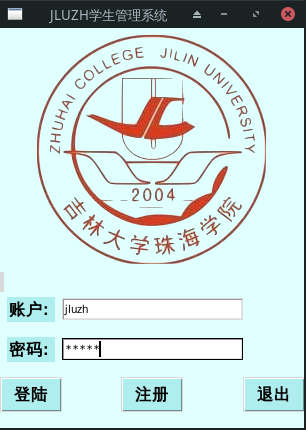 JLUZH学生管理系统
ZHUHAI COLLEGE JILIN UNIVERSITY
2004
吉林大学珠海学院
账户:
jluzh
密码:
*****
登陆 注册 退出